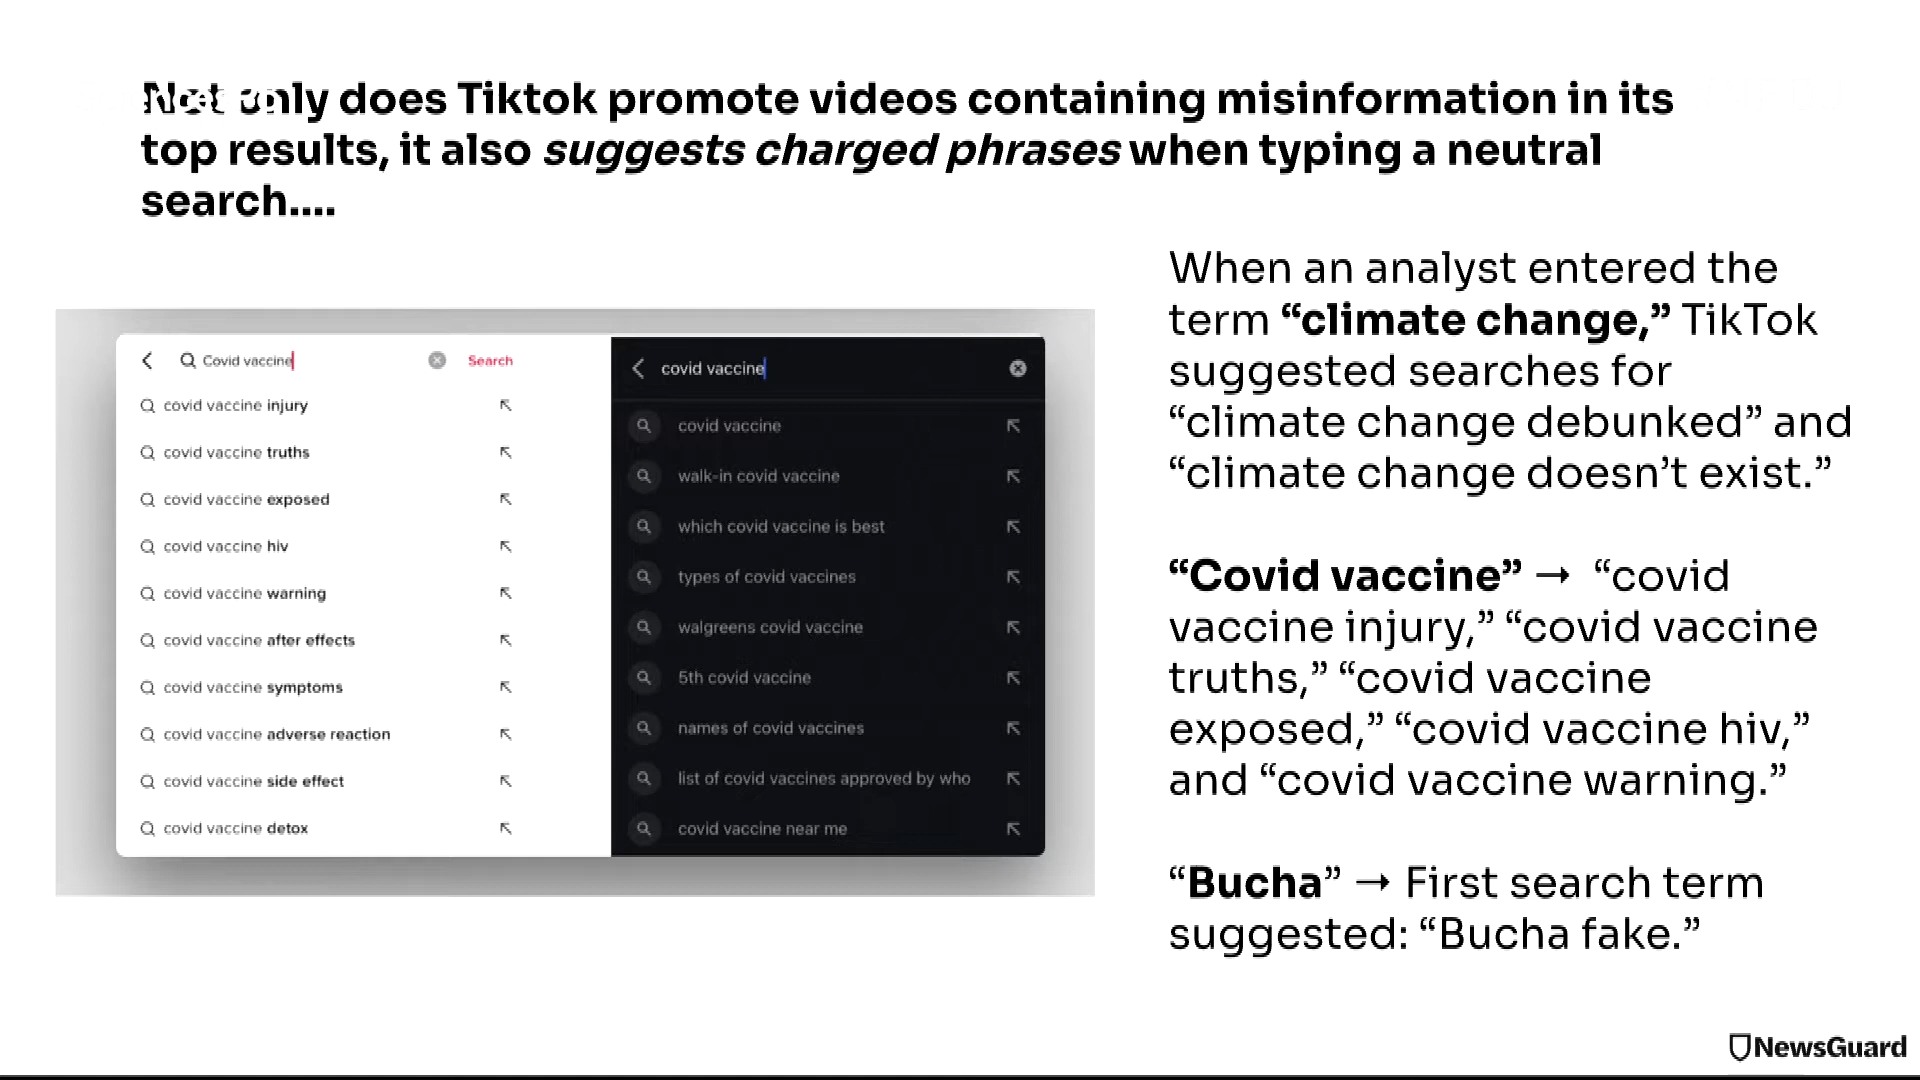 Not only does Tiktok promote videos containing misinformation in its
top results, it also suggests charged phrases when typing a neutral
search....
Covid vaccine
Search
covid vaccine injury
covid vaccine truths
covid vaccine exposed
covid vaccine hiv
covid vaccine warning
covid vaccine after effects
covid vaccine symptoms
covid vaccine adverse reaction
covid vaccine side effect
covid vaccine detox
covid vaccine
covid vaccine
walk-in covid vaccine
which covid vaccine is best
types of covid vaccines
walgreens covid vaccine
5th covid vaccine
names of covid vaccines
list of covid vaccines approved by who
covid vaccine near me
When an analyst entered the
term “climate change,” TikTok
suggested searches for
“climate change debunked” and
“climate change doesn’t exist.”
“Covid vaccine” → “covid
vaccine injury,” “covid vaccine
truths,” “covid vaccine
exposed,” “covid vaccine hiv,”
and “covid vaccine warning.”
“Bucha” → First search term
suggested: “Bucha fake.”
NewsGuard